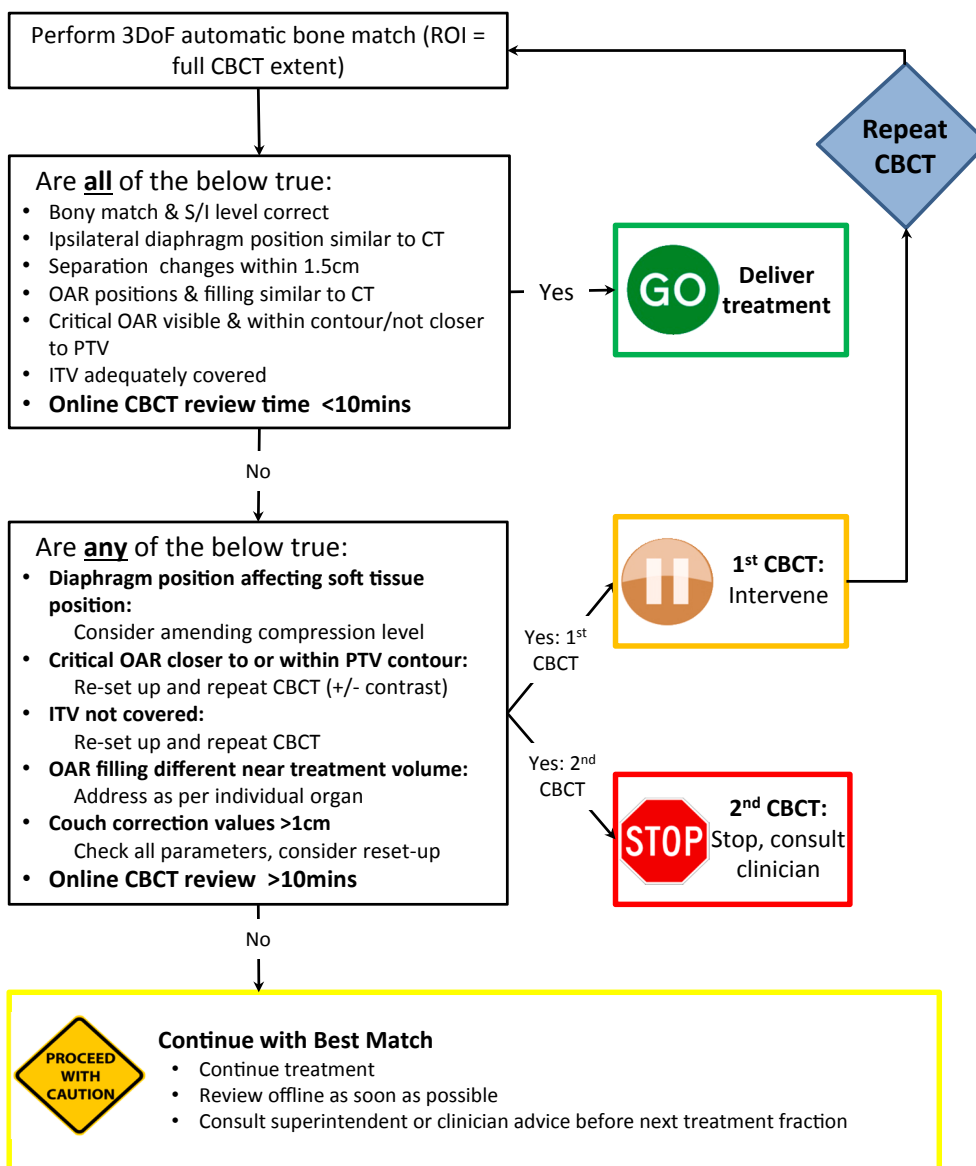 Perform 3DoF automatic bone match (ROI =
full CBCT extent)
Repeat
CBCT
Are all of the below true:
• Bony match & S/I level correct
• Ipsilateral diaphragm position similar to CT
• Separation changes within 1.5cm
• OAR positions & filling similar to CT
• Critical OAR visible & within contour/not closer
to PTV
• ITV adequately covered
• Online CBCT review time <10mins
Yes
GO
Deliver
treatment
No
Are any of the below true:
• Diaphragm position affecting soft tissue
position:
Consider amending compression level
• Critical OAR closer to or within PTV contour:
Re-set up and repeat CBCT (+/- contrast)
• ITV not covered:
Re-set up and repeat CBCT
• OAR filling different near treatment volume:
Address as per individual organ
• Couch correction values >1cm
Check all parameters, consider reset-up
• Online CBCT review >10mins
Yes: 1st
CBCT
1st CBCT:
Intervene
Yes: 2nd
CBCT
STOP
2nd CBCT:
Stop, consult
clinician
No
PROCEED
WITH
CAUTION
Continue with Best Match
• Continue treatment
• Review offline as soon as possible
• Consult superintendent or clinician advice before next treatment fraction